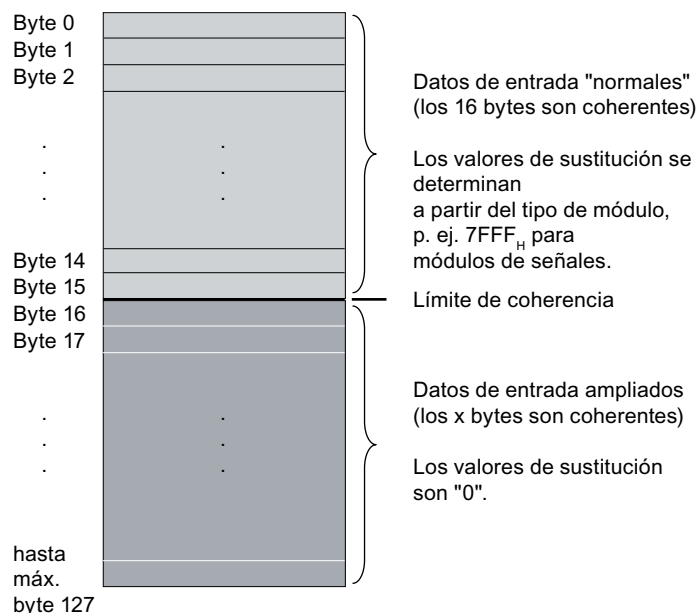 Byte 0
Byte 1
Byte 2
.
.
.
.
.
.
Byte 14
Byte 15
Byte 16
Byte 17
.
.
.
.
.
.
hasta
máx.
byte 127
Datos de entrada "normales"
(los 16 bytes son coherentes)
Los valores de sustitución se
determinan
a partir del tipo de módulo,
p. ej. 7FFFH para
módulos de señales.
Límite de coherencia
Datos de entrada ampliados
(los x bytes son coherentes)
Los valores de sustitución
son "0".